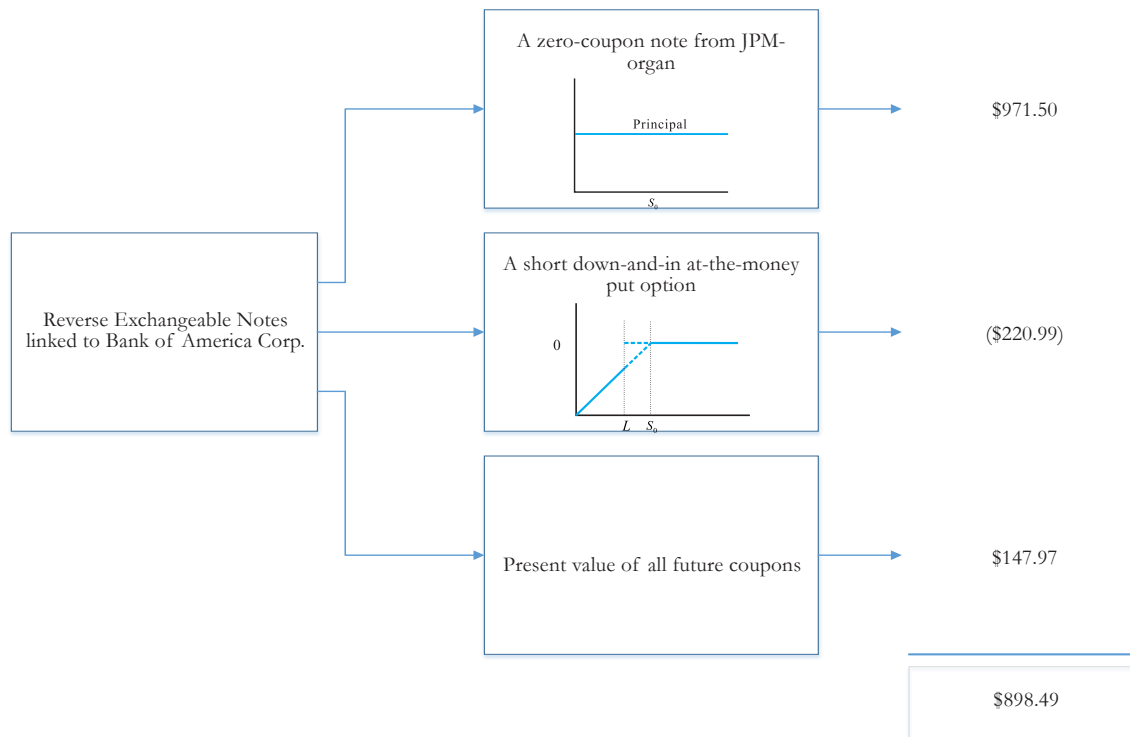 A zero-coupon note from JPM-
organ
Principal
S₀
$971.50
Reverse Exchangeable Notes
linked to Bank of America Corp.
A short down-and-in at-the-money
put option
0
L S₀
($220.99)
Present value of all future coupons
$147.97
$898.49